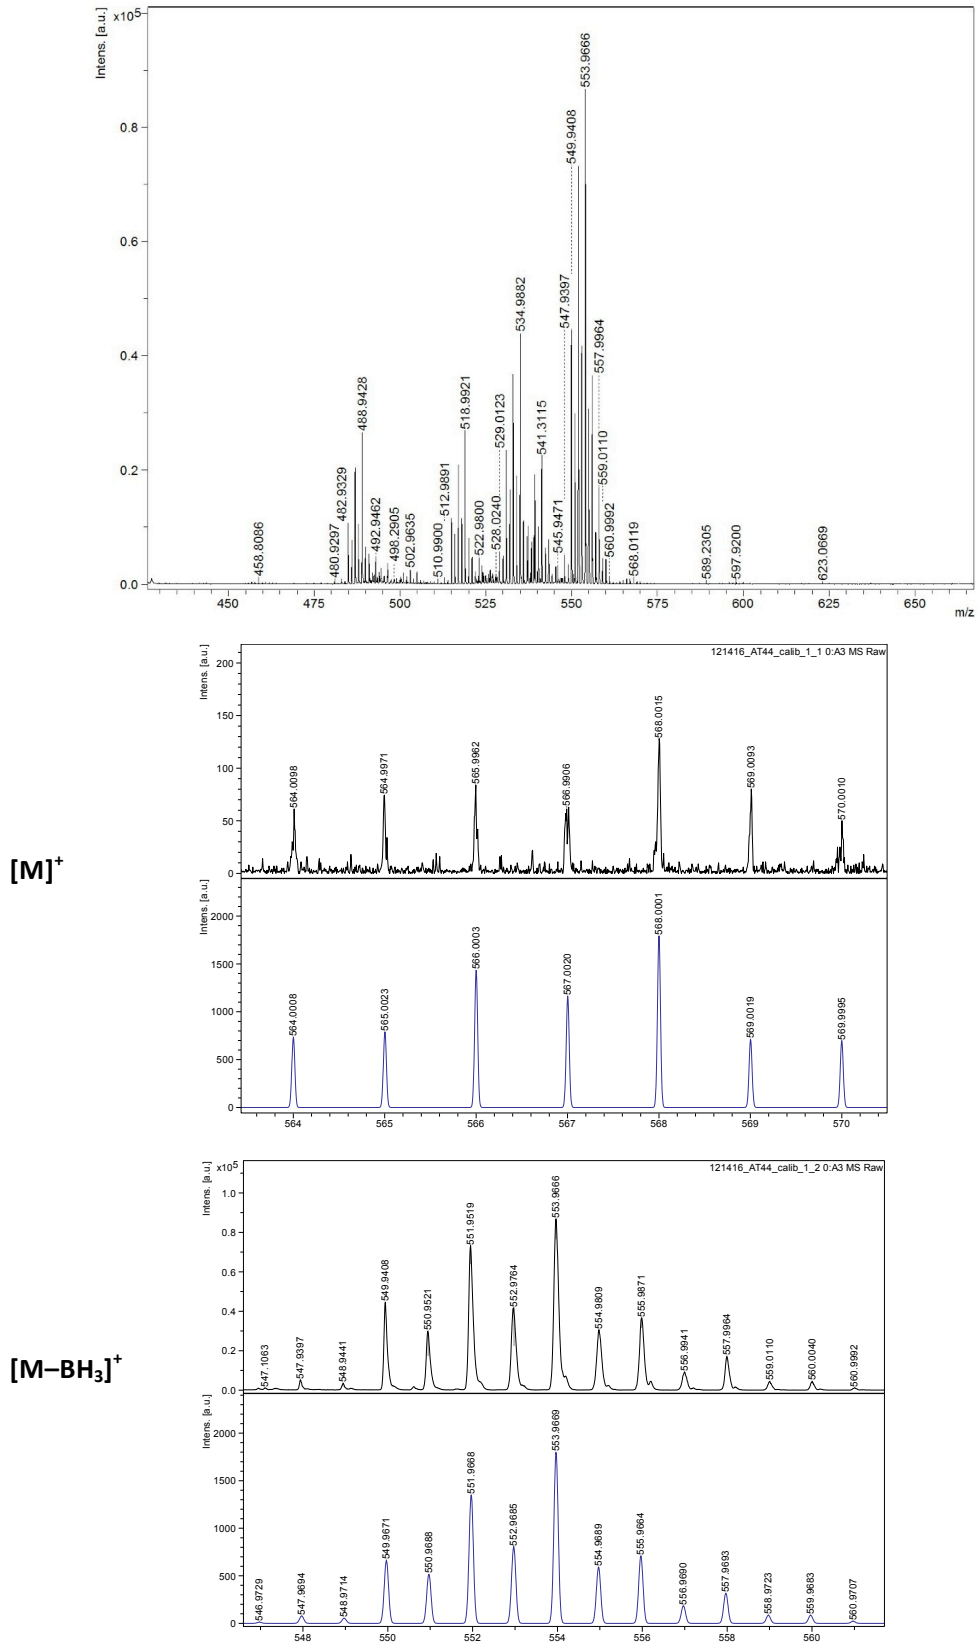 x10⁵
Intens. [a.u.]
553.9666
549.9408
547.9397
534.9882
557.9964
529.0123
518.9921
488.9428
541.3115
559.0110
512.9891
482.9329
492.9462
498.2905
502.9635
510.9900
522.9800
528.0240
545.9471
560.9992
568.0119
480.9297
458.8086
589.2305
597.9200
623.0669
0.8
0.6
0.4
0.2
0.0
450 475 500 525 550 575 600 625 650
m/z
121416_AT44_calib_1_1 0:A3 MS Raw
Intens. [a.u.]
200
150
100
50
0
564.0098 564.9971 565.9962 566.9906 568.0015 569.0093 570.0010
[M]⁺
Intens. [a.u.]
2000
1500
1000
500
0
564.0008 565.0023 566.0003 567.0020 568.0001 569.0019 569.9995
564 565 566 567 568 569 570
121416_AT44_calib_1_2 0:A3 MS Raw
x10⁵
Intens. [a.u.]
1.0
0.8
0.6
0.4
0.2
0.0
547.1063 547.9397 548.9441 549.9408 550.9521 551.9519 552.9764 553.9666 554.9809 555.9871 556.9941 557.9964 559.0110 560.0040 560.9992
[M–BH₃]⁺
Intens. [a.u.]
2000
1500
1000
500
0
546.9729 547.9694 548.9714 549.9671 550.9688 551.9668 552.9685 553.9669 554.9689 555.9664 556.9690 557.9693 558.9723 559.9683 560.9707
548 550 552 554 556 558 560